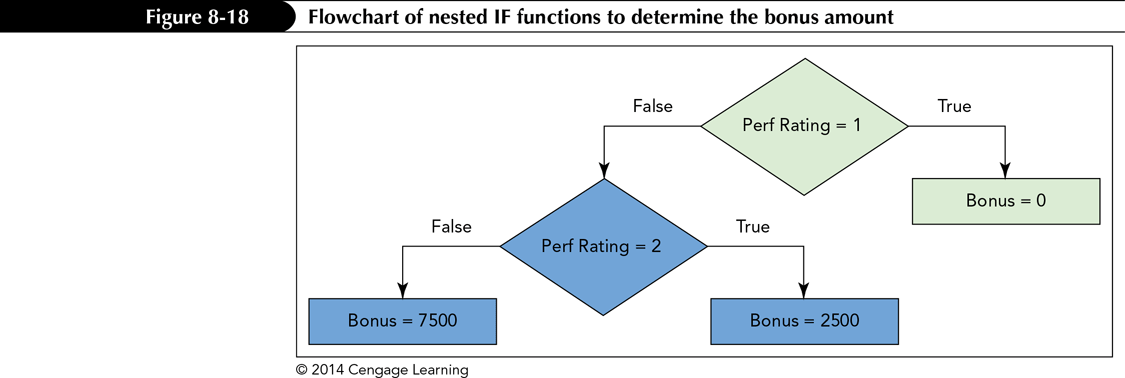 Figure 8-18 Flowchart of nested IF functions to determine the bonus amount
False
True
Perf Rating = 1
Bonus = 0
False
True
Perf Rating = 2
Bonus = 7500
Bonus = 2500
© 2014 Cengage Learning